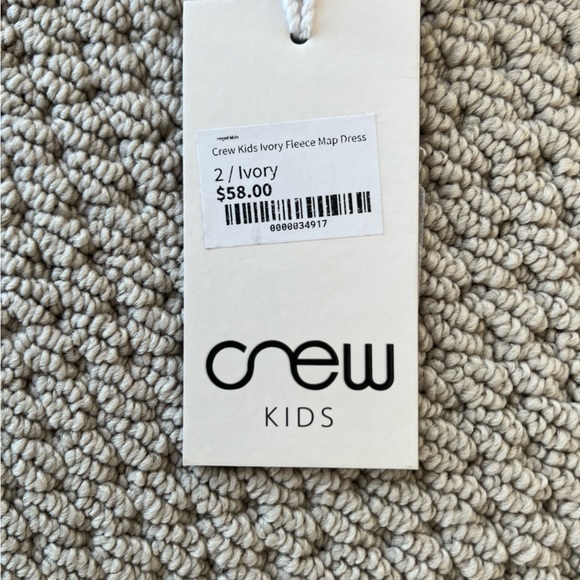 Crew Kids Ivory Fleece Map Dress
2 / Ivory
$58.00
0000034917
crew
KIDS